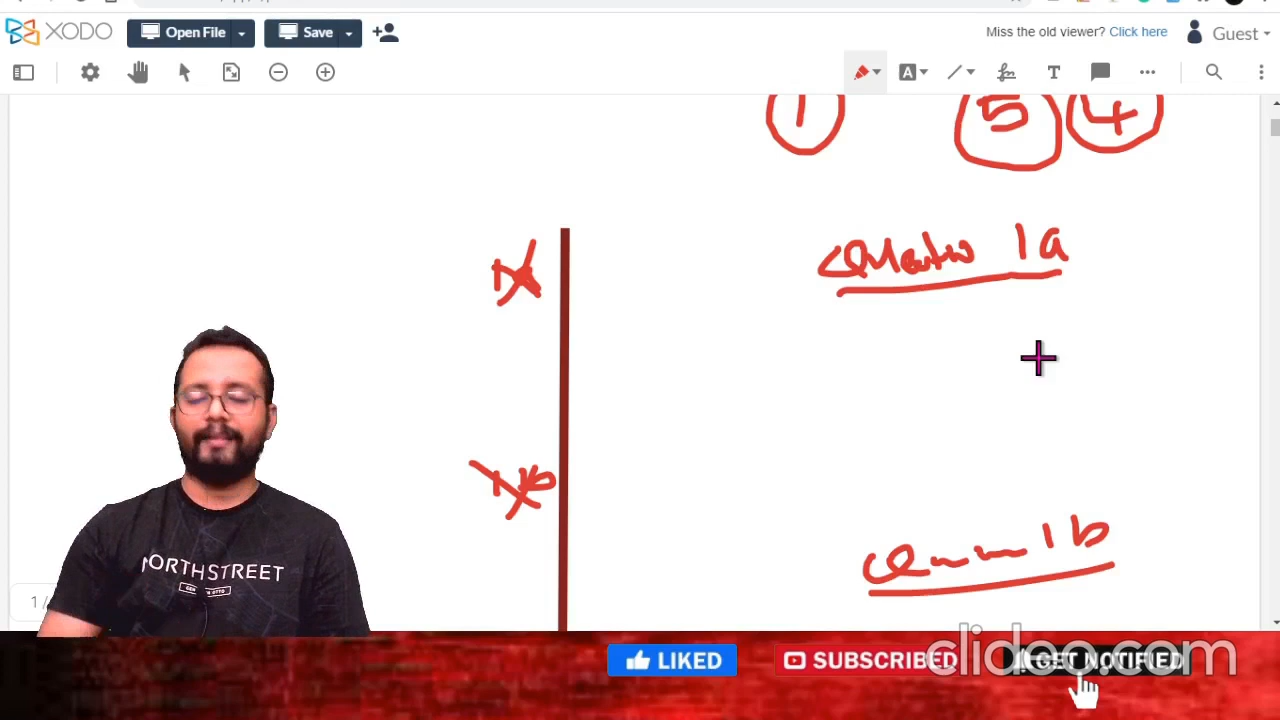 XODO Open File Save Miss the old viewer? Click here Guest
A T
1 5 4
1a
1b
NORTHSTREET
1/
LIKED SUBSCRIBED GET NOTIFIED
clideo.com